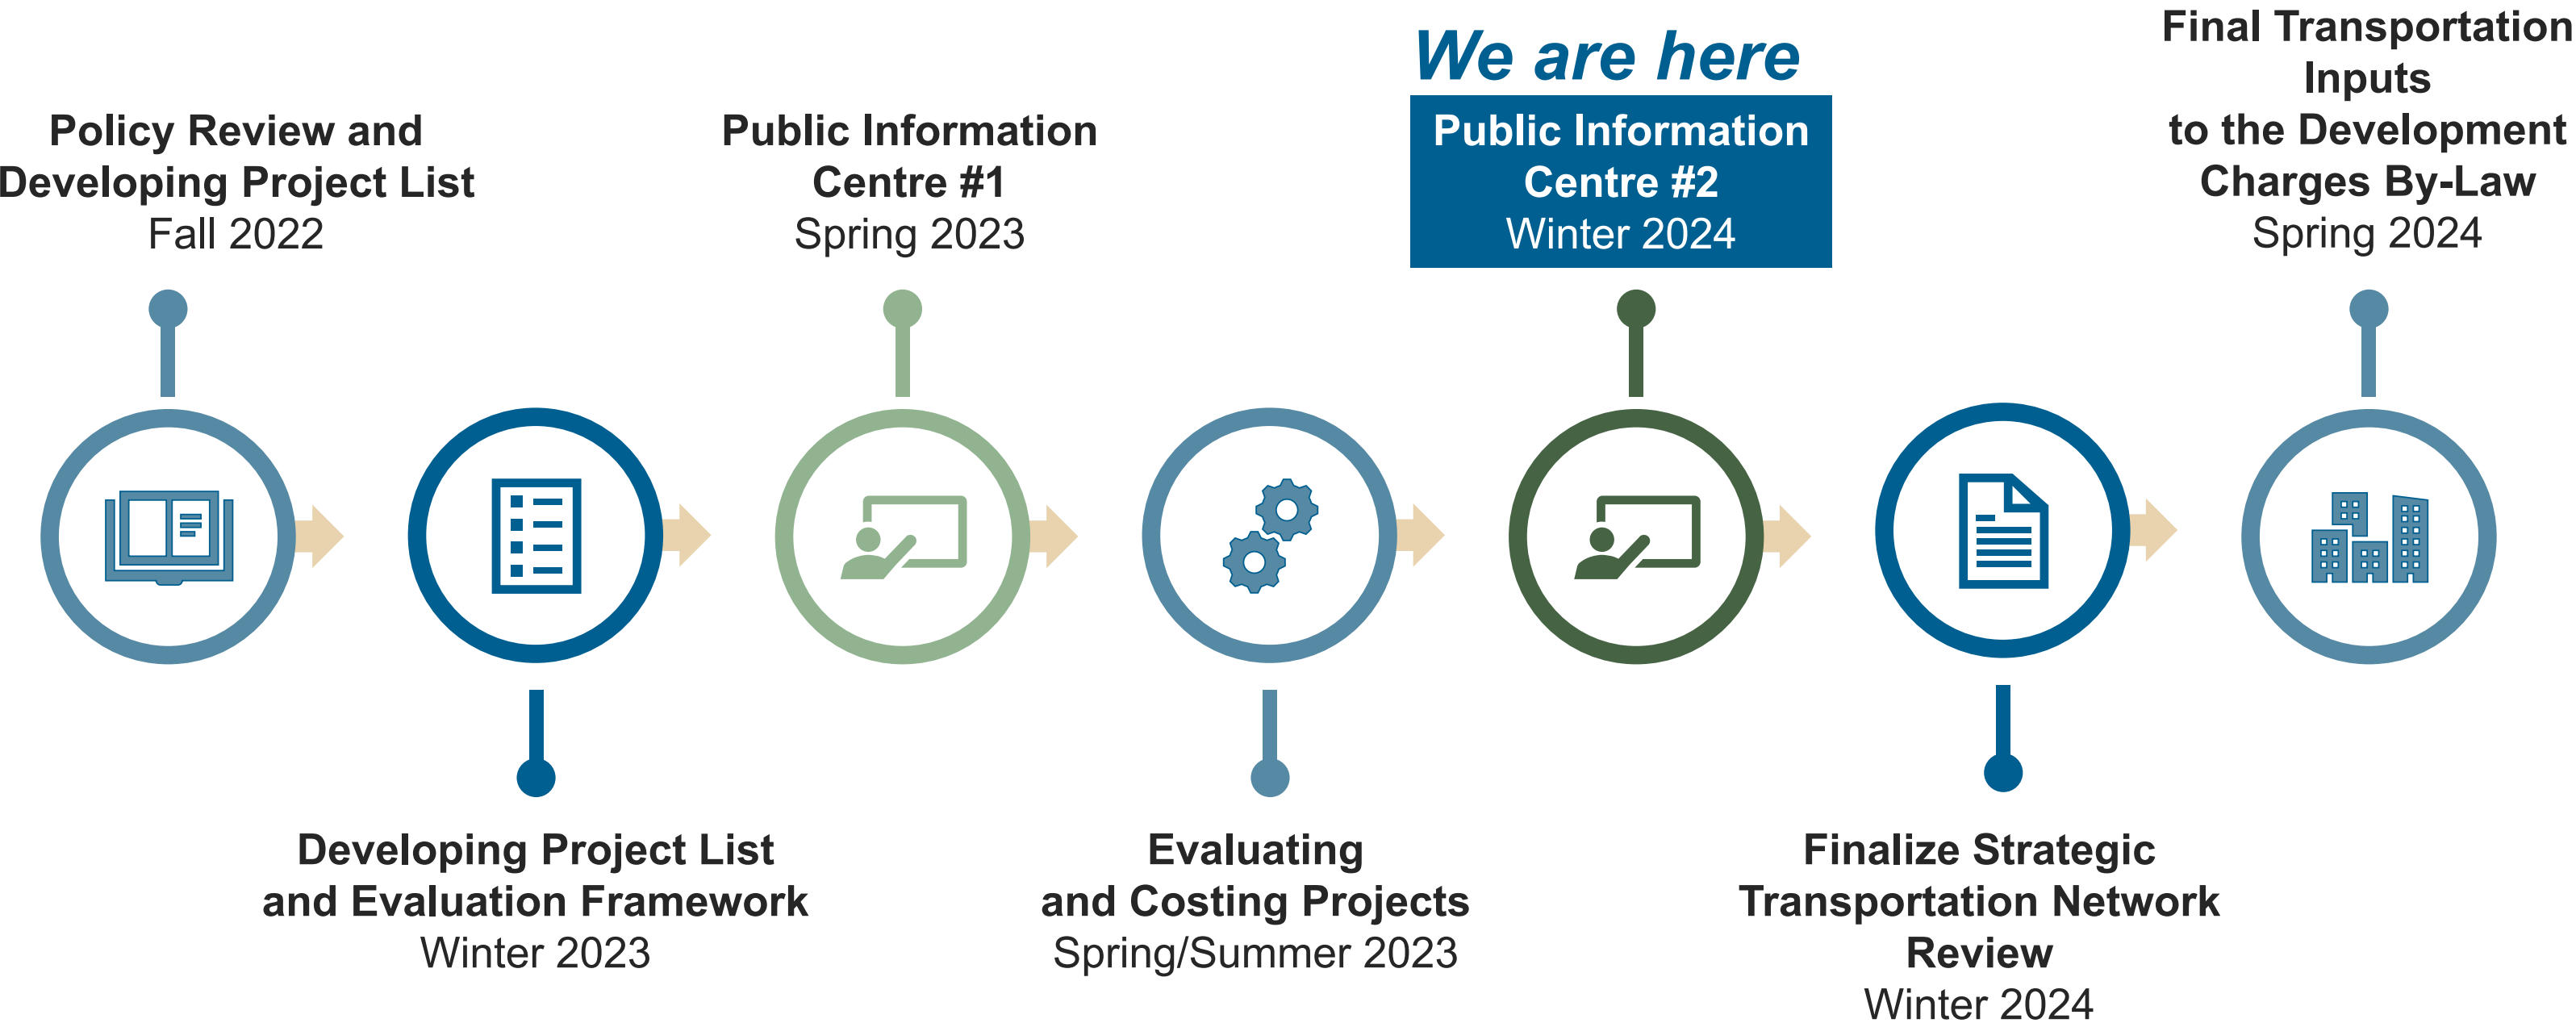 Policy Review and
Developing Project List
Fall 2022
Developing Project List
and Evaluation Framework
Winter 2023
Public Information
Centre #1
Spring 2023
Evaluating
and Costing Projects
Spring/Summer 2023
We are here
Public Information
Centre #2
Winter 2024
Finalize Strategic
Transportation Network
Review
Winter 2024
Final Transportation
Inputs
to the Development
Charges By-Law
Spring 2024